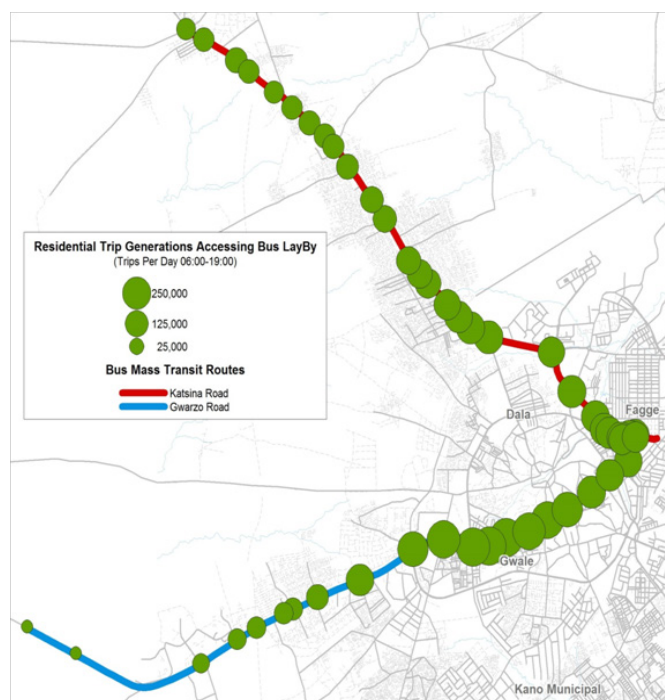 Residential Trip Generations Accessing Bus LayBy
(Trips Per Day 06:00-19:00)
250,000
125,000
25,000
Bus Mass Transit Routes
Katsina Road
Gwarzo Road
Dala
Fagge
Gwale
Kano Municipal